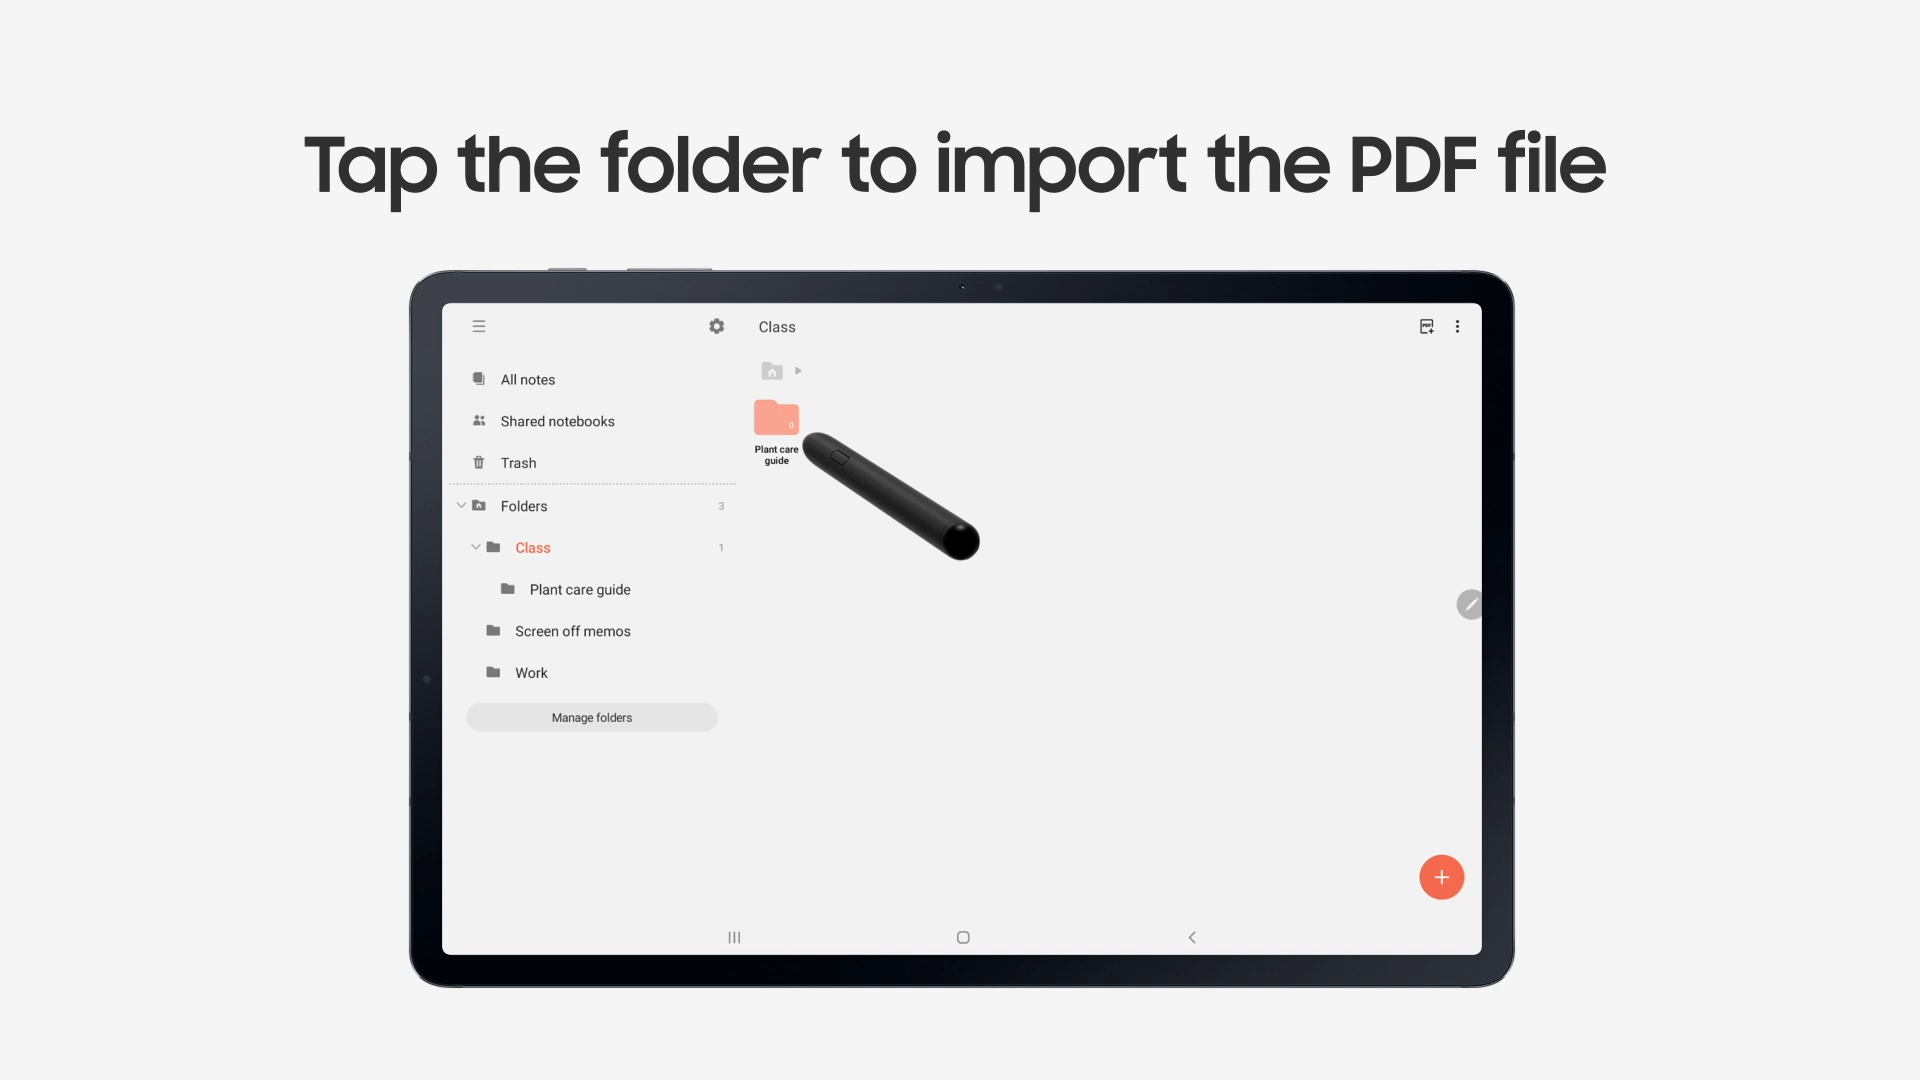 Tap the folder to import the PDF file
Class
All notes
Shared notebooks
Trash
Folders 3
Class 1
Plant care guide
Screen off memos
Work
Manage folders
PDF
0
Plant care
guide